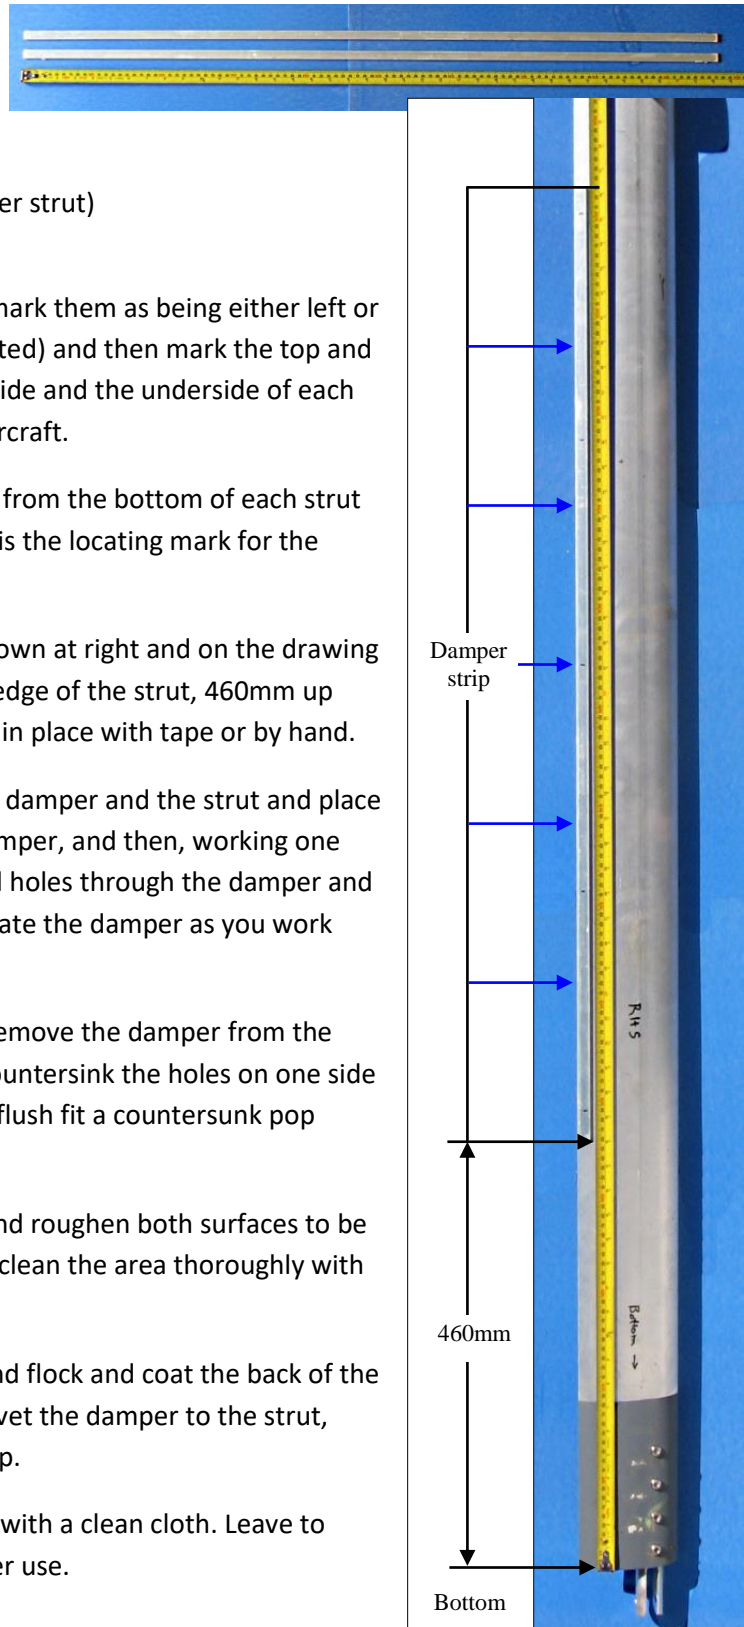 er strut)
mark them as being either left or
ted) and then mark the top and
ide and the underside of each
rcraft.
from the bottom of each strut
is the locating mark for the
own at right and on the drawing
edge of the strut, 460mm up
in place with tape or by hand.
damper and the strut and place
mper, and then, working one
l holes through the damper and
ate the damper as you work
emove the damper from the
ountersink the holes on one side
flush fit a countersunk pop
nd roughen both surfaces to be
clean the area thoroughly with
nd flock and coat the back of the
vet the damper to the strut,
p.
with a clean cloth. Leave to
er use.
Damper
strip
RHS
460mm
Bottom →
Bottom